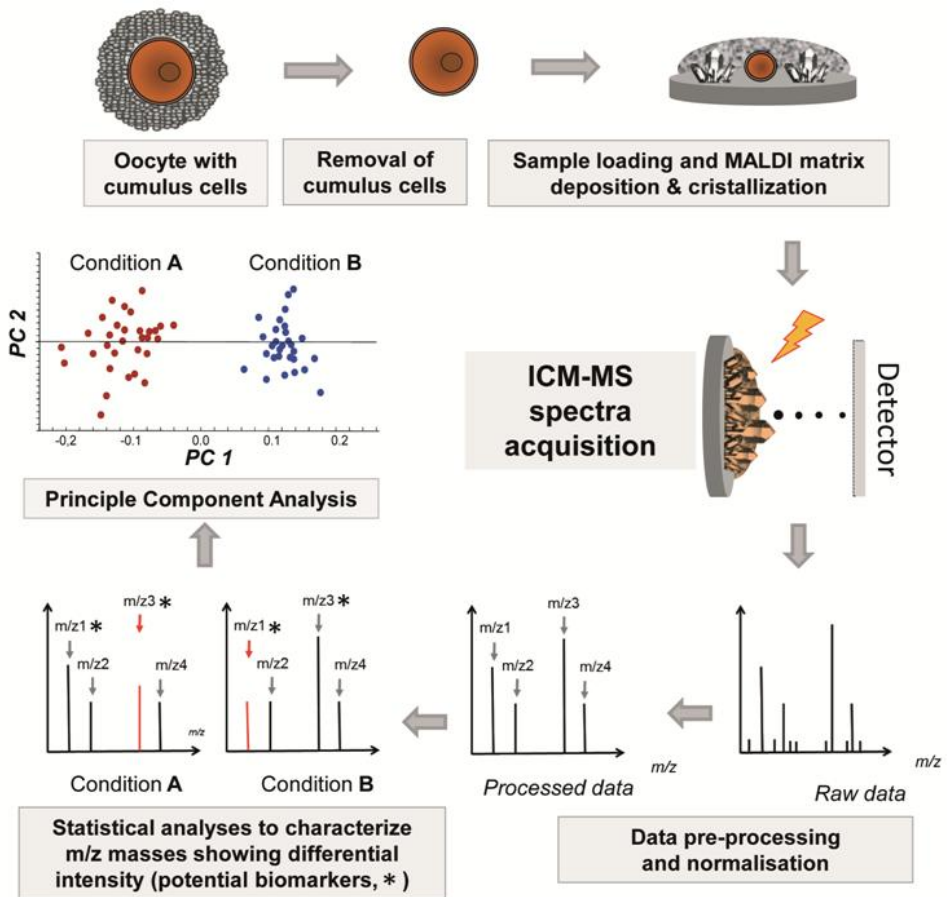 Oocyte with
cumulus cells
Removal of
cumulus cells
Sample loading and MALDI matrix
deposition & cristallization
ICM-MS
spectra
acquisition
Detector
Raw data
m/z
Data pre-processing
and normalisation
m/z1
m/z2
m/z3
m/z4
m/z
Processed data
m/z1 *
m/z2
m/z3 *
m/z4
m/z
Condition A
m/z1 *
m/z2
m/z3 *
m/z4
m/z
Condition B
Statistical analyses to characterize
m/z masses showing differential
intensity (potential biomarkers, * )
Condition A
Condition B
PC 2
-0,2
-0.1
0.0
0.1
0.2
PC 1
Principle Component Analysis